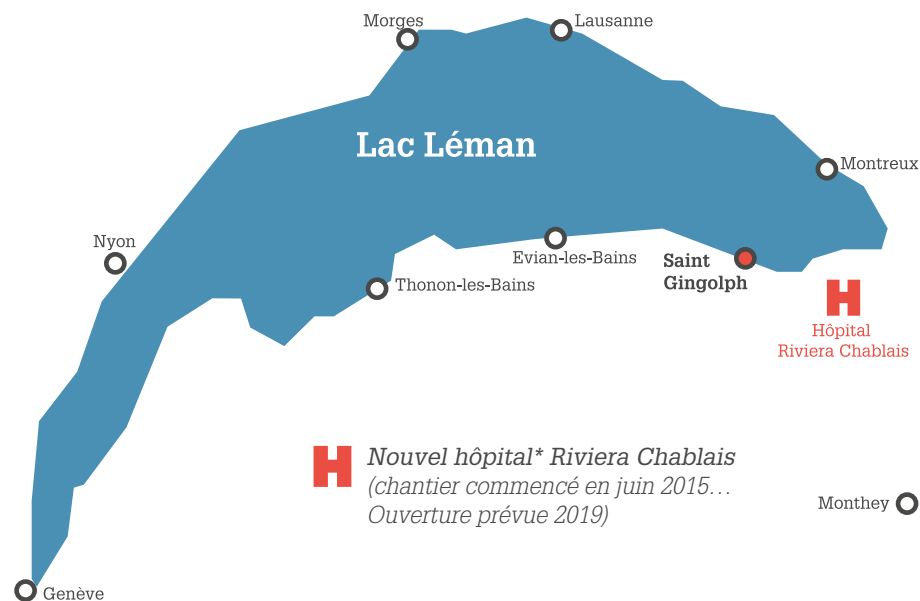 Morges
Lausanne
Lac Léman
Montreux
Nyon
Evian-les-Bains
Saint
Gingolph
Thonon-les-Bains
H
Hôpital
Riviera Chablais
H
Nouvel hôpital* Riviera Chablais
(chantier commencé en juin 2015...
Ouverture prévue 2019)
Monthey
Genève